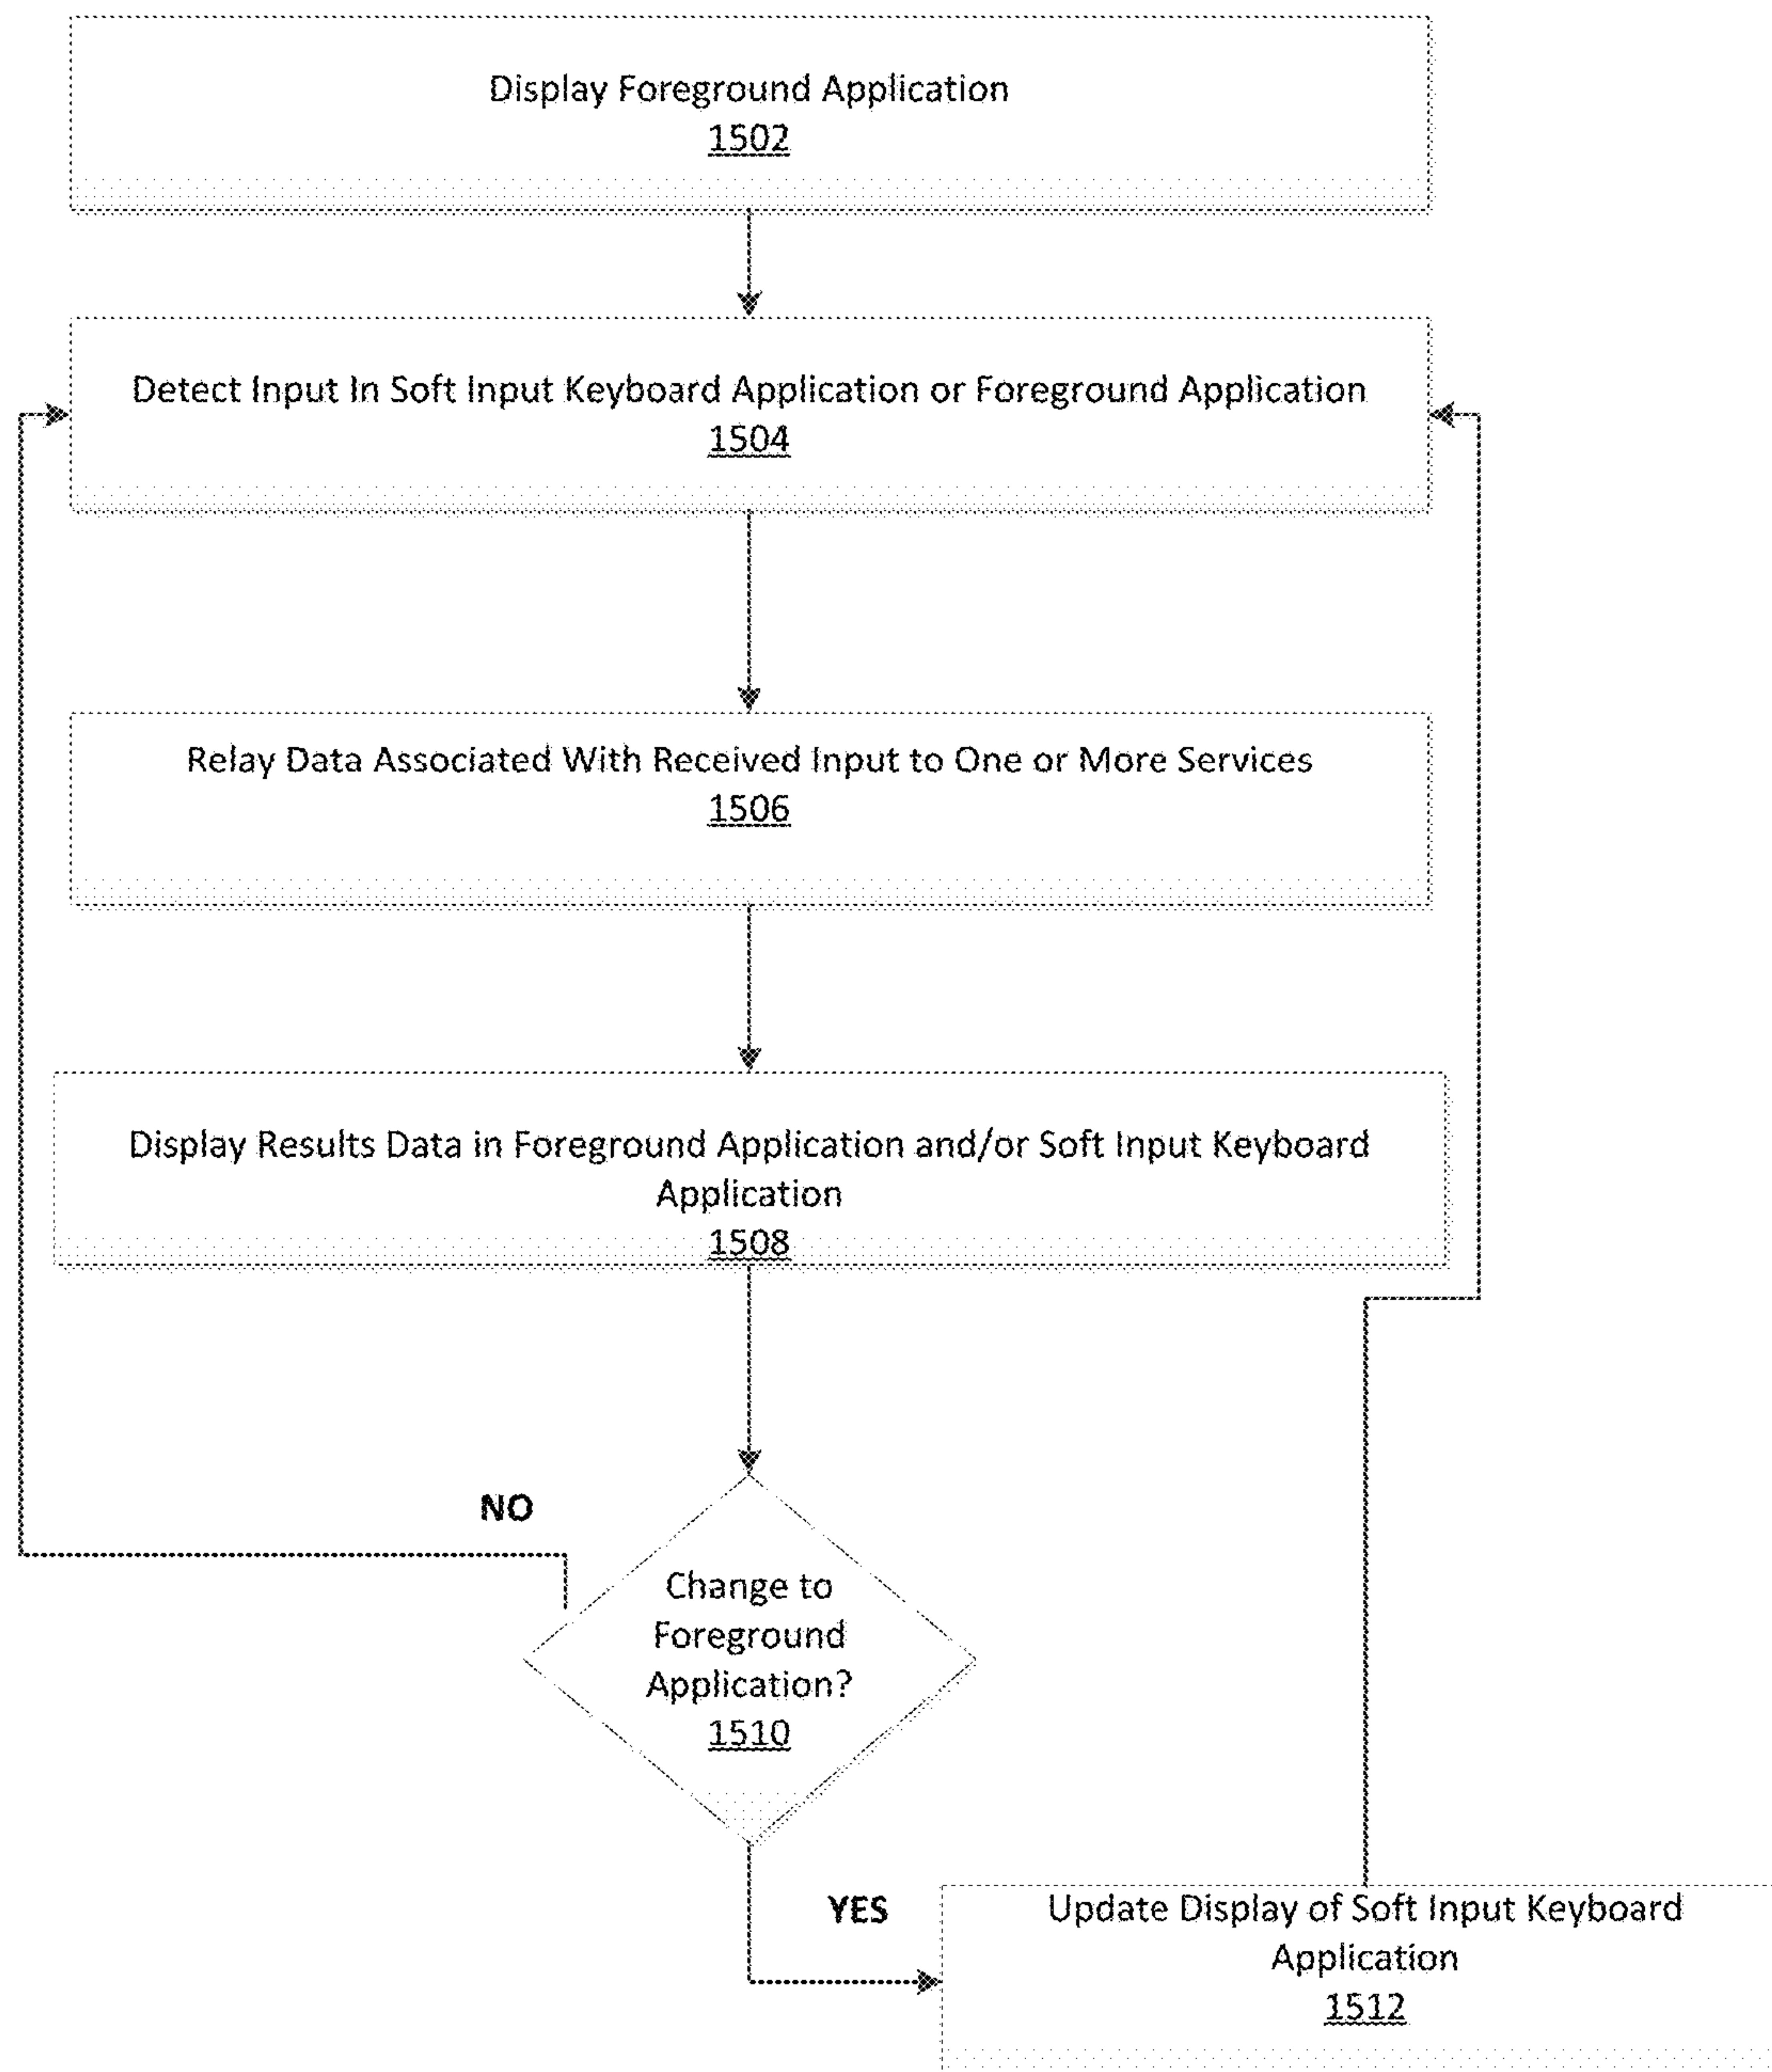 Display Foreground Application
1502
Detect Input In Soft Input Keyboard Application or Foreground Application
1504
Relay Data Associated With Received Input to One or More Services
1506
Display Results Data in Foreground Application and/or Soft Input Keyboard
Application
1508
NO
Change to
Foreground
Application?
1510
YES
Update Display of Soft Input Keyboard
Application
1512